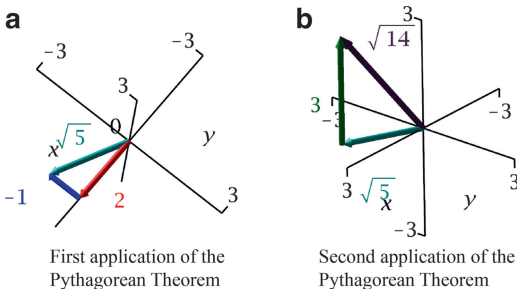 a
-3
-3
3
0
√5
x
y
-1
2
3
First application of the
Pythagorean Theorem
b
3
√14
3
-3
-3
3
√5
x
y
3
-3
Second application of the
Pythagorean Theorem